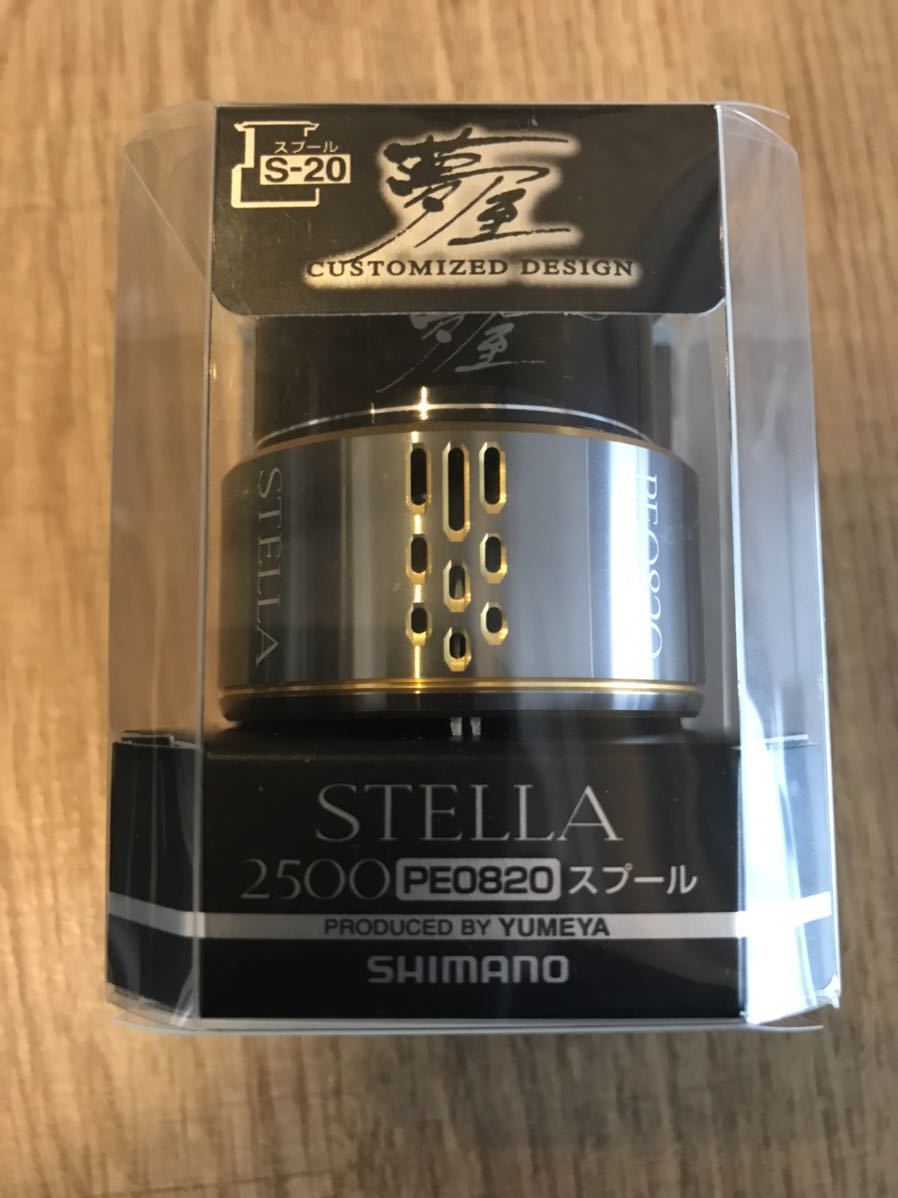 スプール
S-20
夢屋
CUSTOMIZED DESIGN
夢屋
STELLA
PE0820
STELLA
2500 PE0820 スプール
PRODUCED BY YUMEYA
SHIMANO